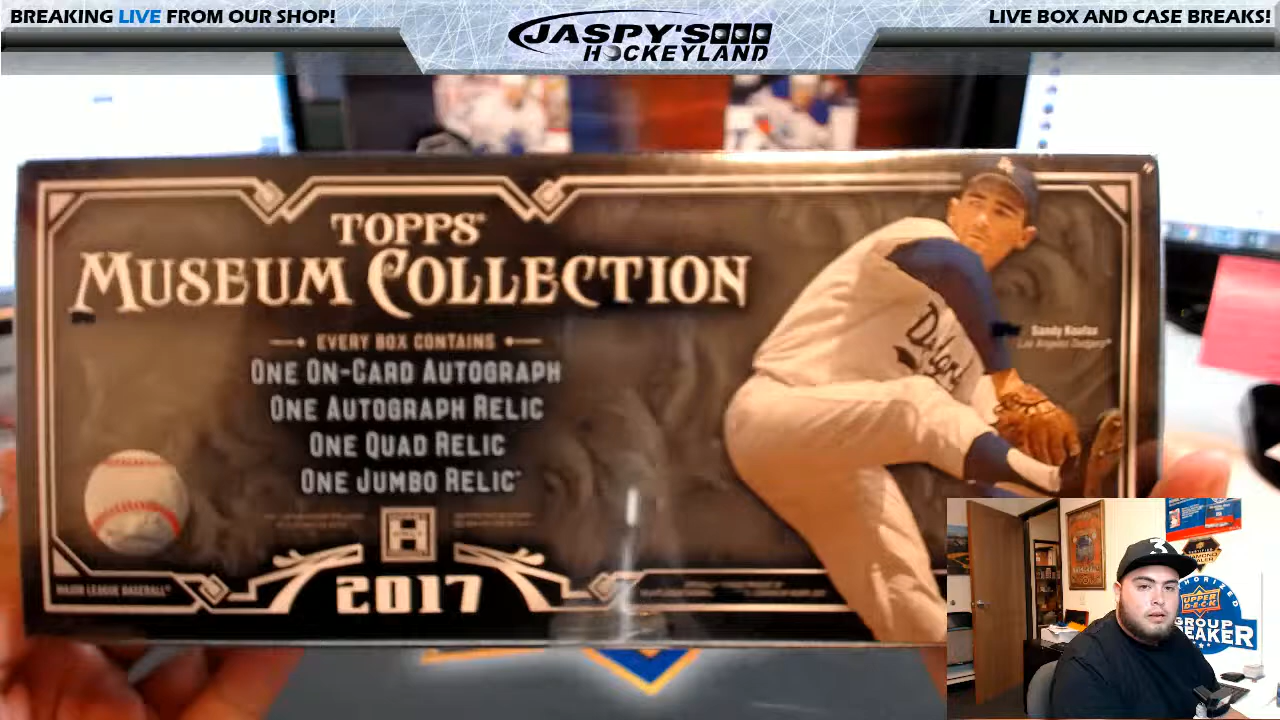 BREAKING LIVE FROM OUR SHOP!
JASPY'S
HOCKEYLAND
LIVE BOX AND CASE BREAKS!
TOPPS
MUSEUM COLLECTION
EVERY BOX CONTAINS
ONE ON-CARD AUTOGRAPH
ONE AUTOGRAPH RELIC
ONE QUAD RELIC
ONE JUMBO RELIC
Sandy Koufax
Los Angeles Dodgers
Dodgers
H
2017
MAJOR LEAGUE BASEBALL
UPPER
DECK
GROUP